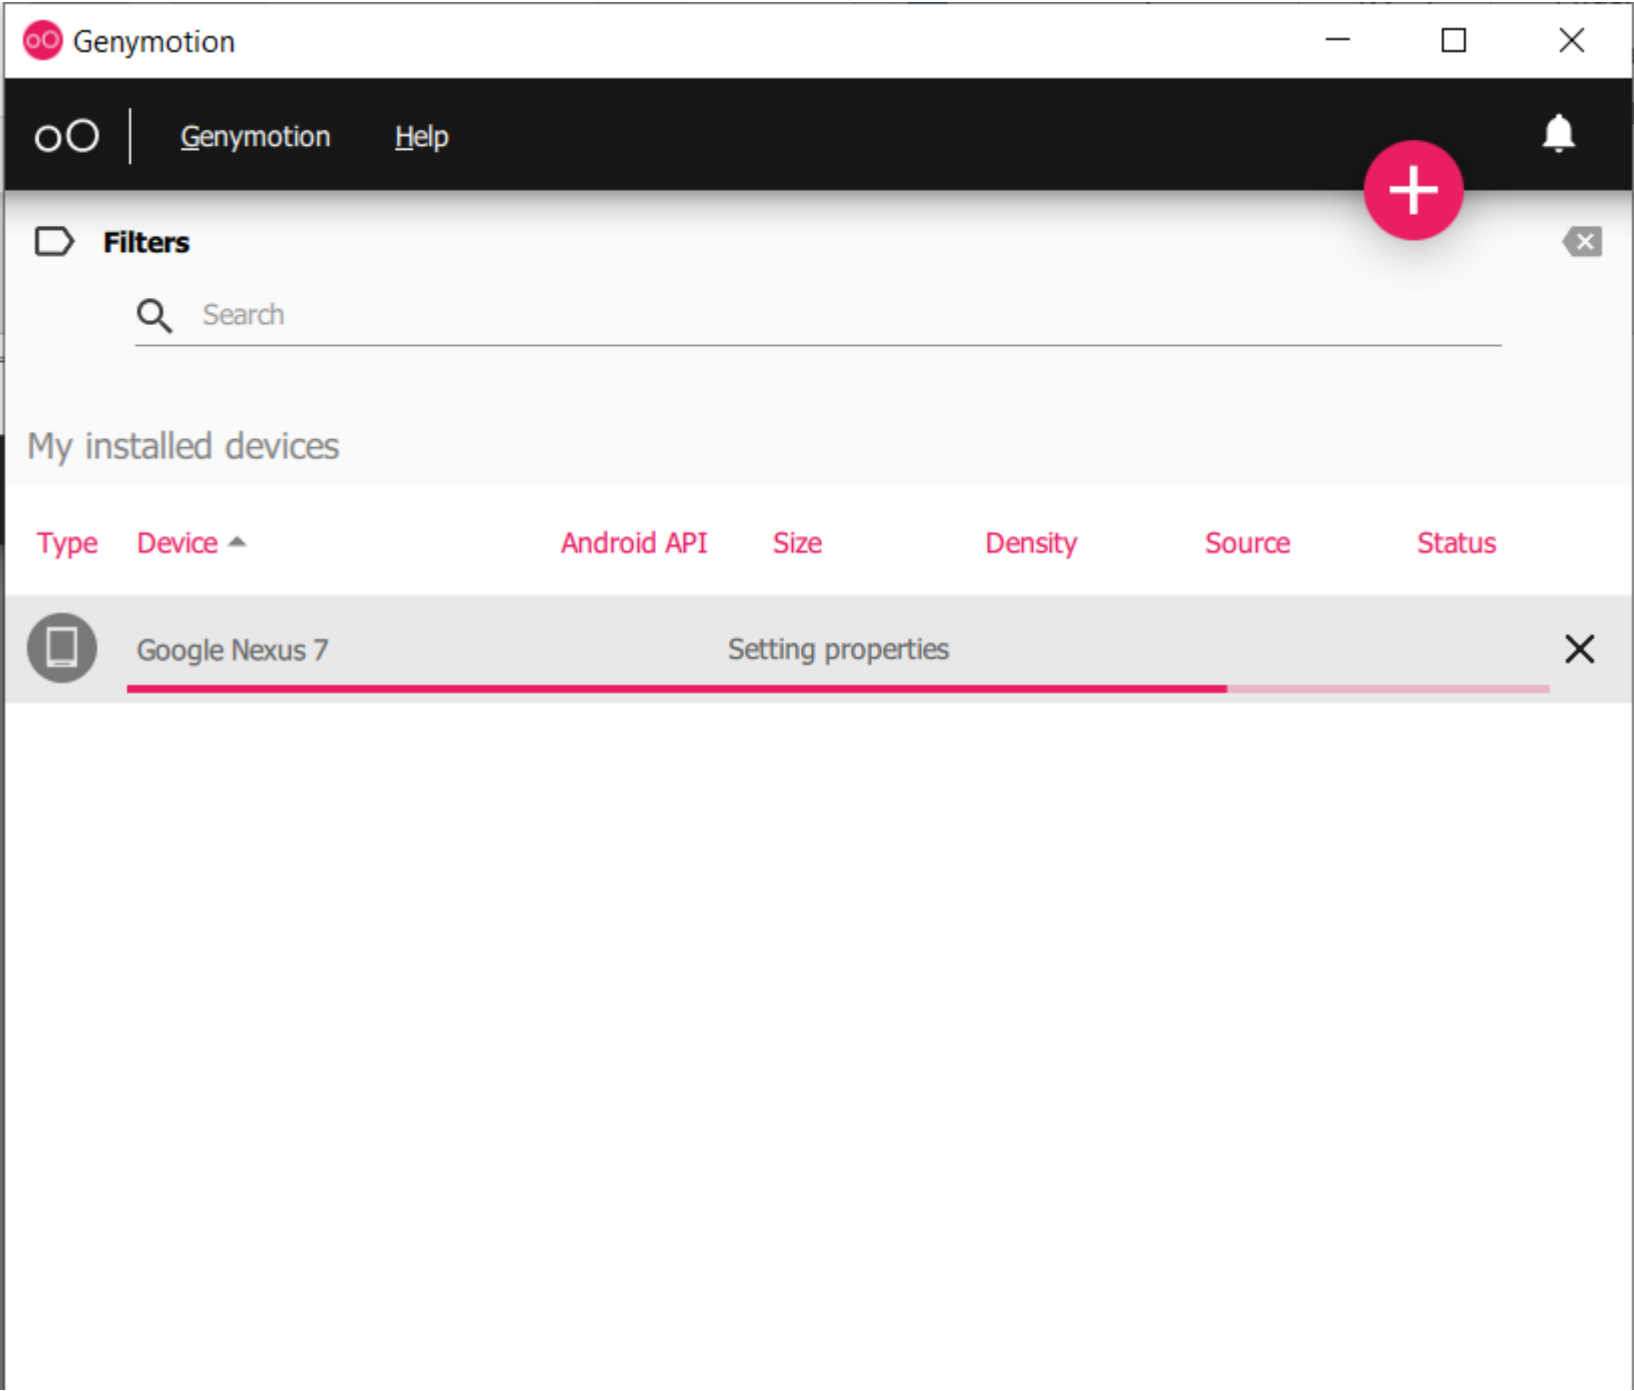 Genymotion
Genymotion Help
Filters
Search
My installed devices
Type Device Android API Size Density Source Status
Google Nexus 7 Setting properties